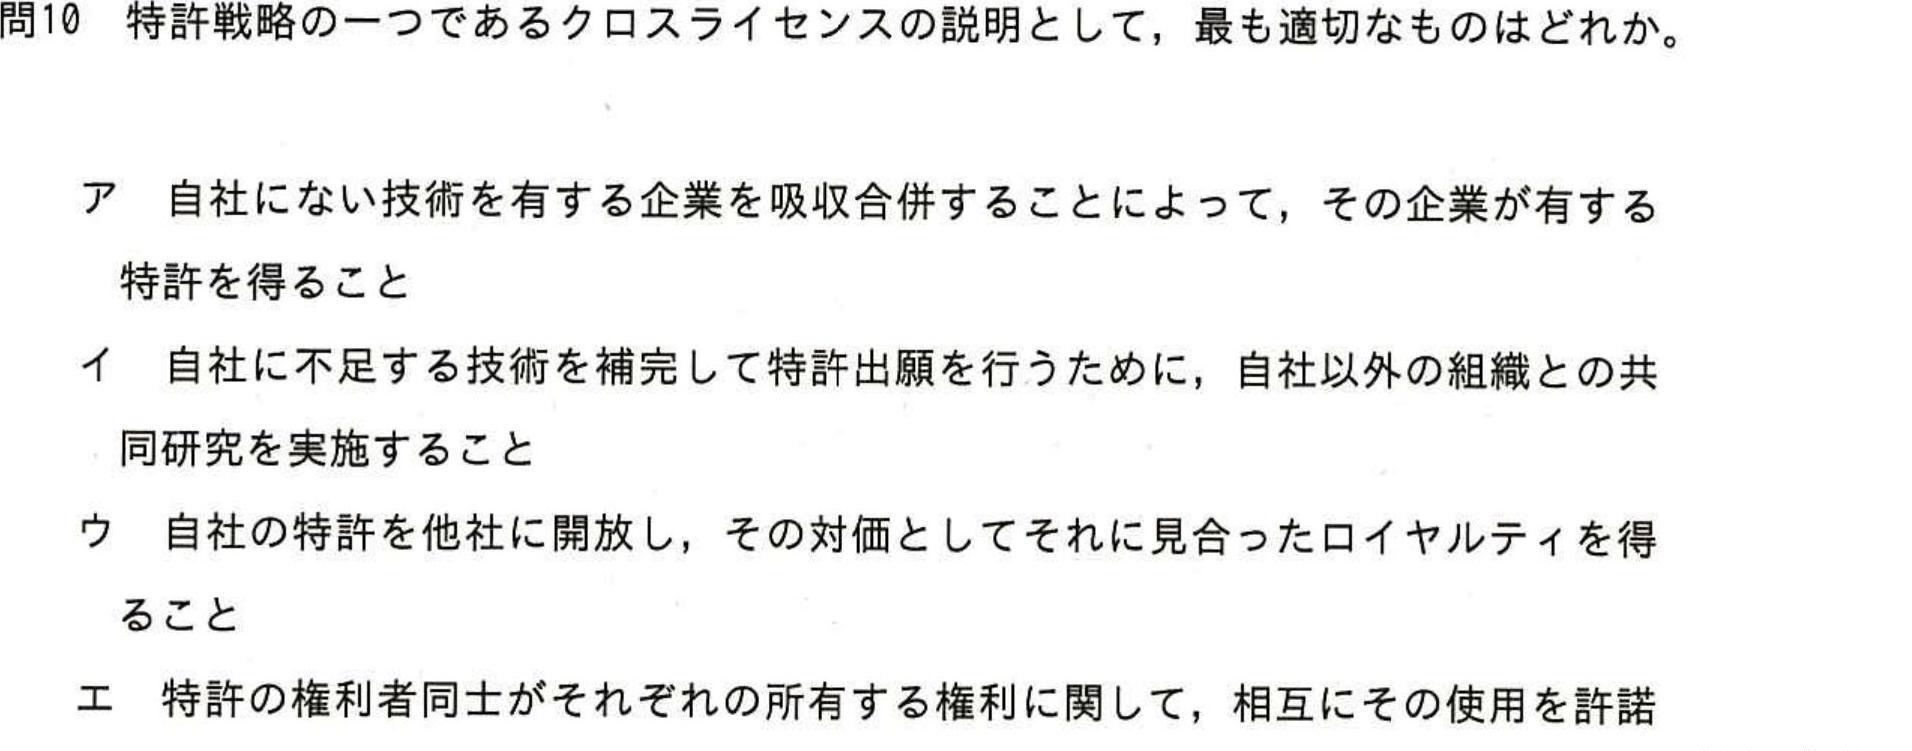 問10 特許戦略の一つであるクロスライセンスの説明として，最も適切なものはどれか。
ア 自社にない技術を有する企業を吸収合併することによって，その企業が有する
特許を得ること
イ 自社に不足する技術を補完して特許出願を行うために，自社以外の組織との共
同研究を実施すること
ウ 自社の特許を他社に開放し，その対価としてそれに見合ったロイヤルティを得
ること
エ 特許の権利者同士がそれぞれの所有する権利に関して，相互にその使用を許諾